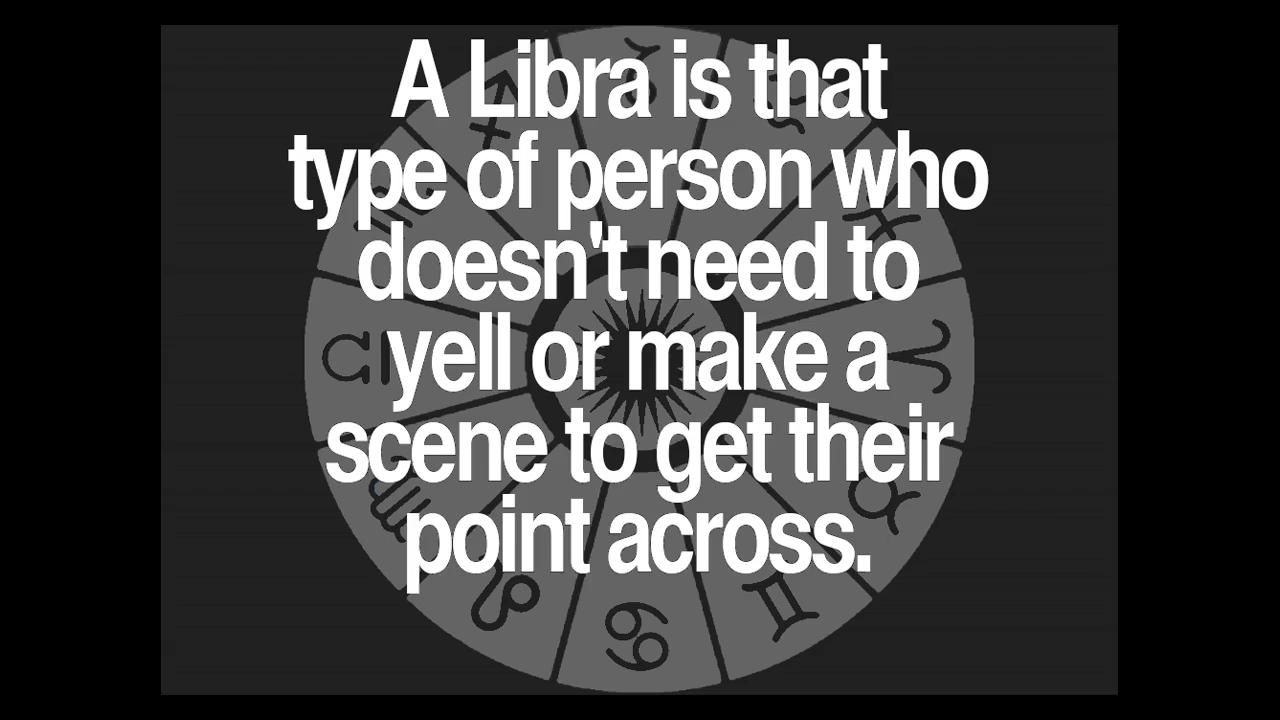 A Libra is that
type of person who
doesn't need to
yell or make a
scene to get their
point across.